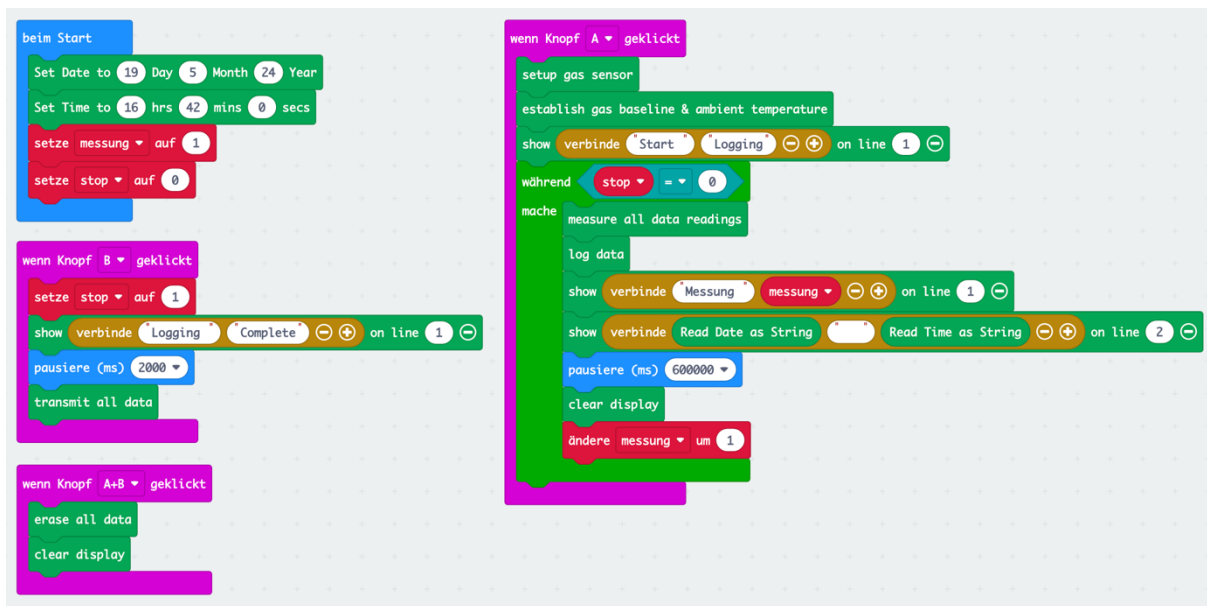 beim Start
Set Date to 19 Day 5 Month 24 Year
Set Time to 16 hrs 42 mins 0 secs
setze messung auf 1
setze stop auf 0
wenn Knopf B geklickt
setze stop auf 1
show verbinde "Logging " "Complete" on line 1
pausiere (ms) 2000
transmit all data
wenn Knopf A+B geklickt
erase all data
clear display
wenn Knopf A geklickt
setup gas sensor
establish gas baseline & ambient temperature
show verbinde "Start " "Logging" on line 1
während stop = 0
mache
measure all data readings
log data
show verbinde "Messung " messung on line 1
show verbinde Read Date as String " " Read Time as String on line 2
pausiere (ms) 600000
clear display
ändere messung um 1